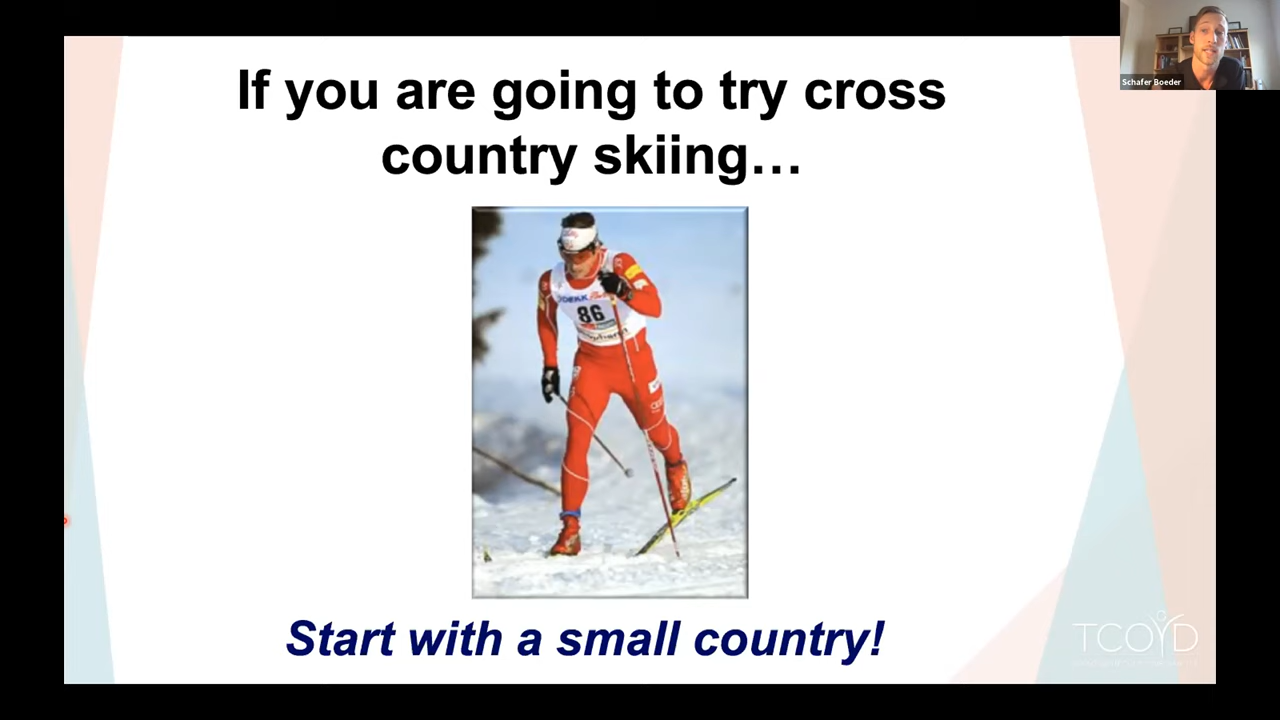 If you are going to try cross
country skiing…
Schafer Boeder
86
Start with a small country!
TCOYD